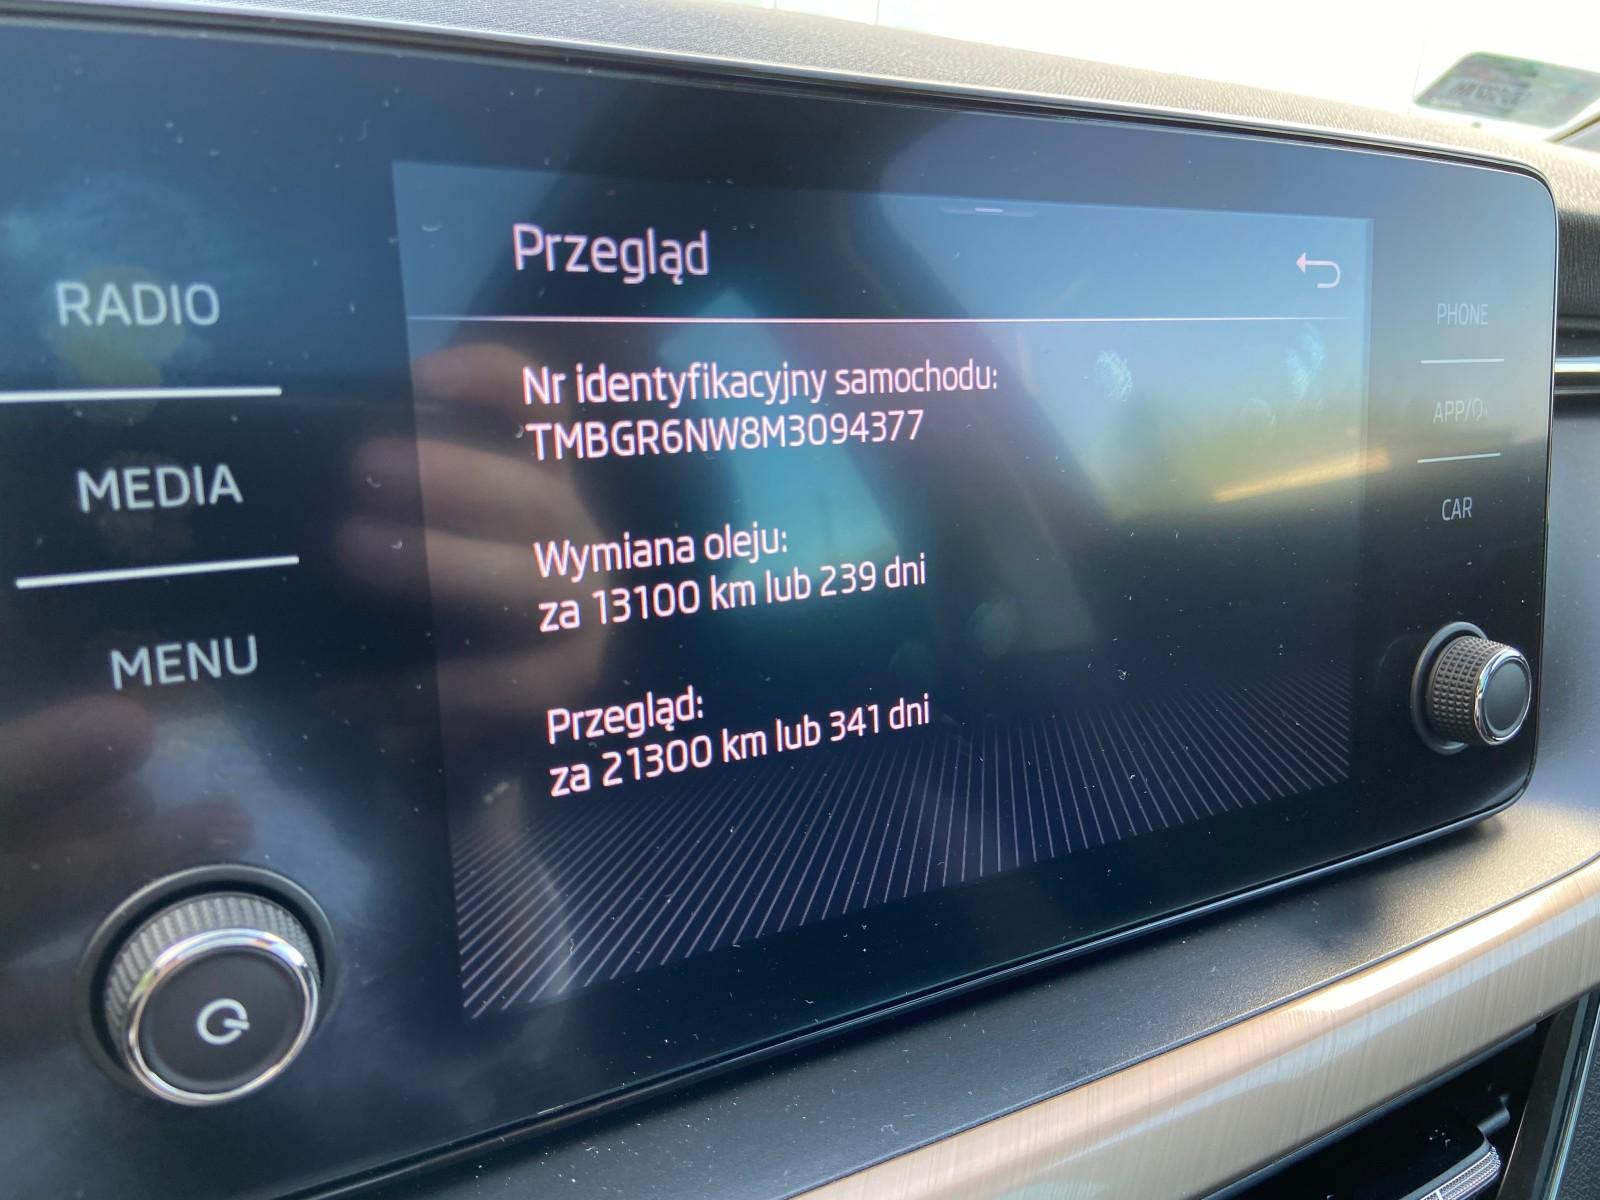 Przegląd
RADIO
MEDIA
MENU
Nr identyfikacyjny samochodu:
TMBGR6NW8M3094377
Wymiana oleju:
za 13100 km lub 239 dni
Przegląd:
za 21300 km lub 341 dni
PHONE
APP/
CAR